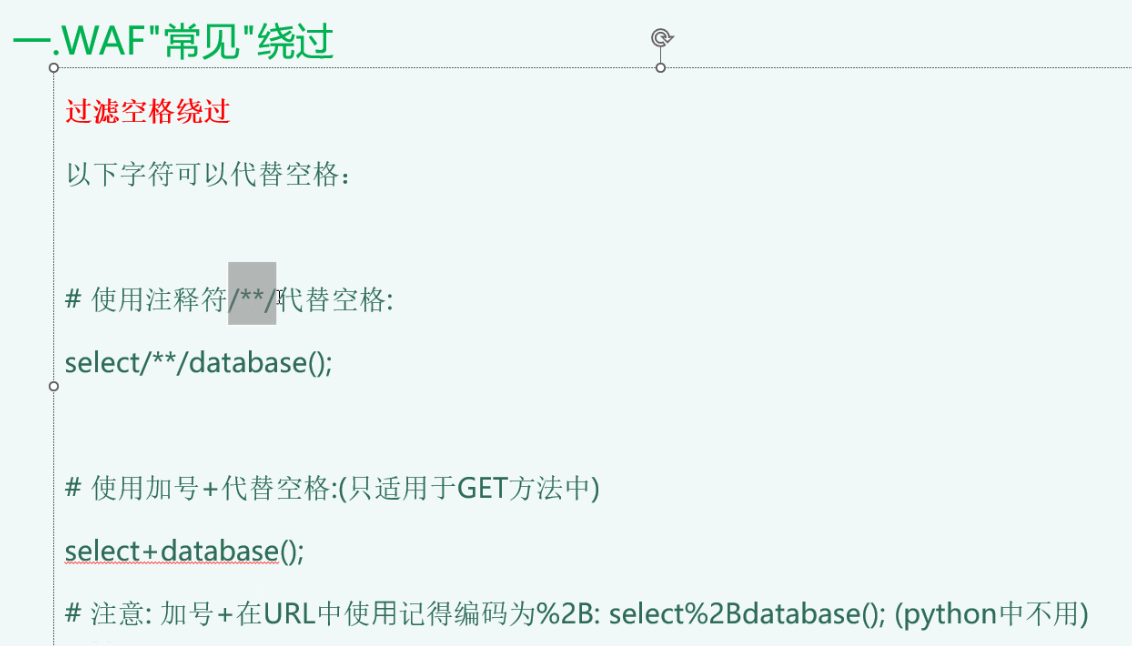 一.WAF"常见"绕过
过滤空格绕过
以下字符可以代替空格：
# 使用注释符/**/代替空格:
select/**/database();
# 使用加号+代替空格:(只适用于GET方法中)
select+database();
# 注意: 加号+在URL中使用记得编码为%2B: select%2Bdatabase(); (python中不用)